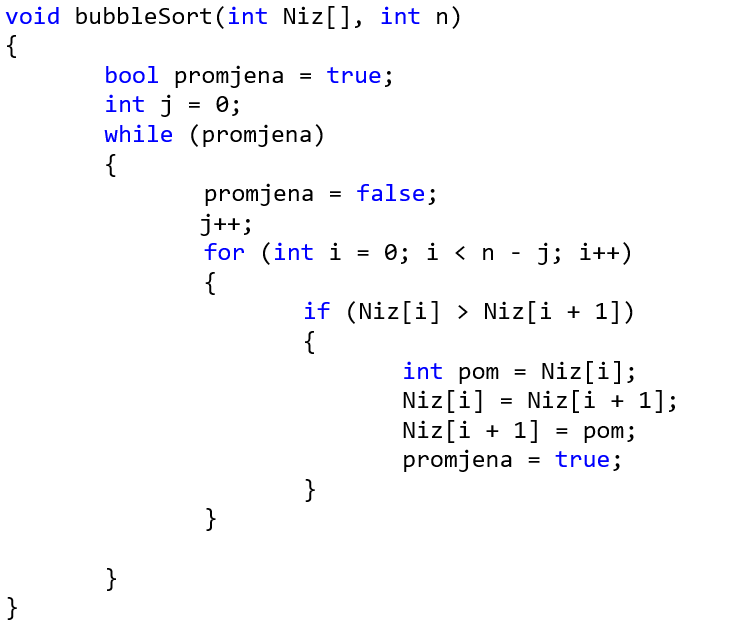 void bubbleSort(int Niz[], int n)
{
        bool promjena = true;
        int j = 0;
        while (promjena)
        {
                promjena = false;
                j++;
                for (int i = 0; i < n - j; i++)
                {
                        if (Niz[i] > Niz[i + 1])
                        {
                                int pom = Niz[i];
                                Niz[i] = Niz[i + 1];
                                Niz[i + 1] = pom;
                                promjena = true;
                        }
                }

        }
}